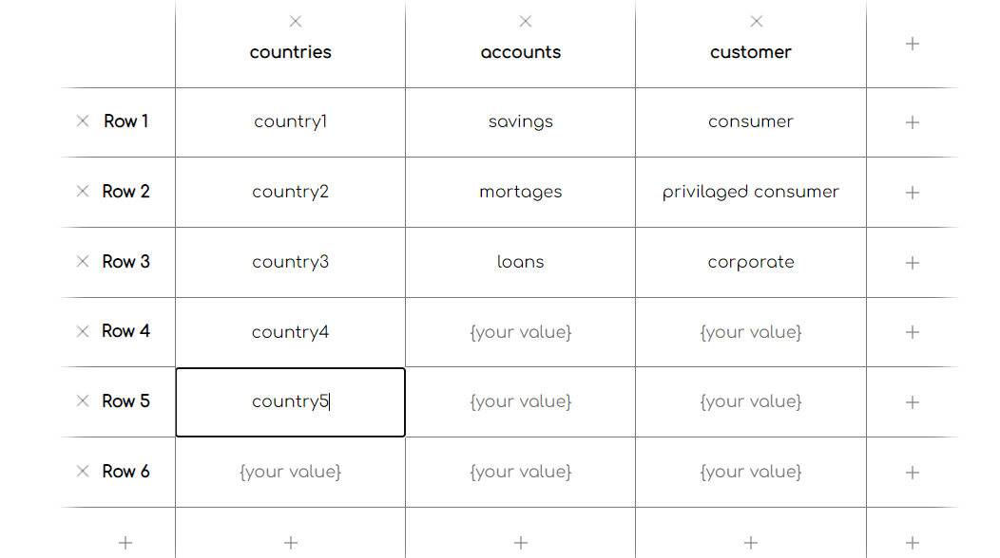 countries accounts customer
Row 1 country1 savings consumer
Row 2 country2 mortages privilaged consumer
Row 3 country3 loans corporate
Row 4 country4 {your value} {your value}
Row 5 country5 {your value} {your value}
Row 6 {your value} {your value} {your value}